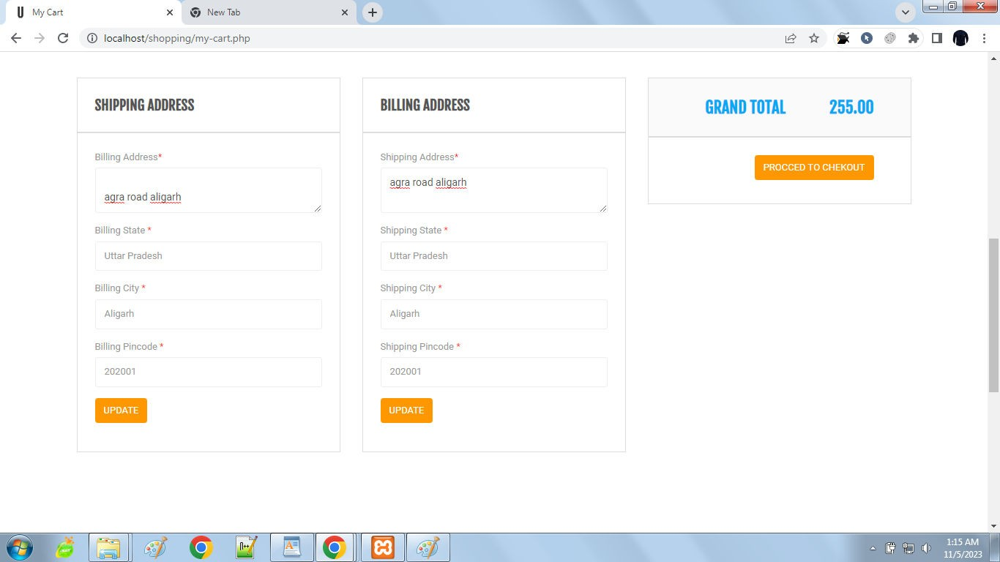 My Cart
New Tab
localhost/shopping/my-cart.php
SHIPPING ADDRESS
Billing Address*
agra road aligarh
Billing State *
Uttar Pradesh
Billing City *
Aligarh
Billing Pincode *
202001
UPDATE
BILLING ADDRESS
Shipping Address*
agra road aligarh
Shipping State *
Uttar Pradesh
Shipping City *
Aligarh
Shipping Pincode *
202001
UPDATE
GRAND TOTAL 255.00
PROCCED TO CHEKOUT
1:15 AM
11/5/2023